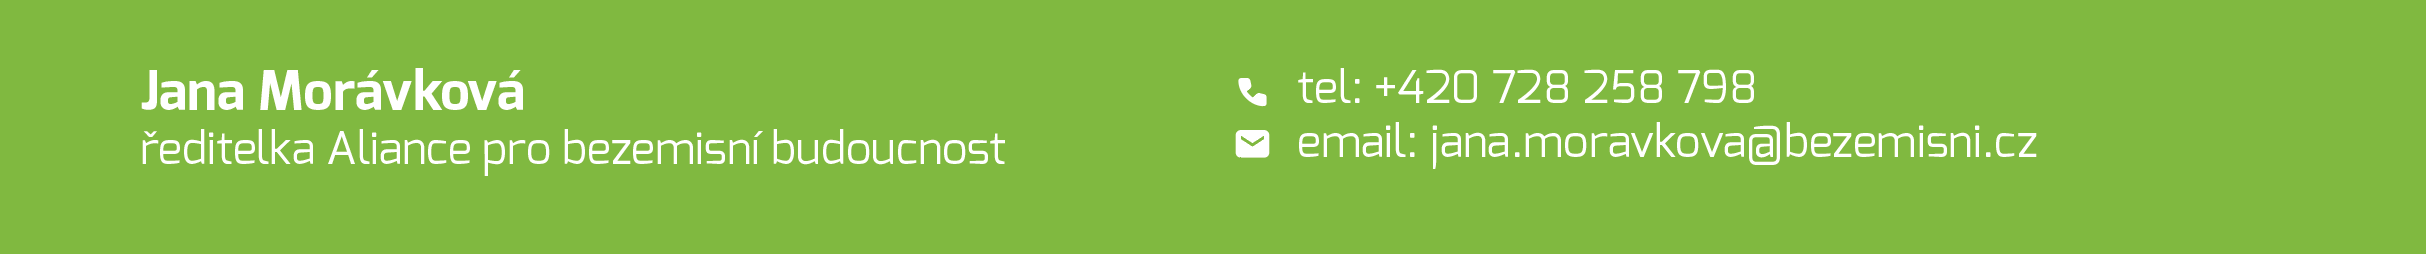 Jana Morávková
ředitelka Aliance pro bezemisní budoucnost
tel: +420 728 258 798
email: jana.moravkova@bezemisni.cz